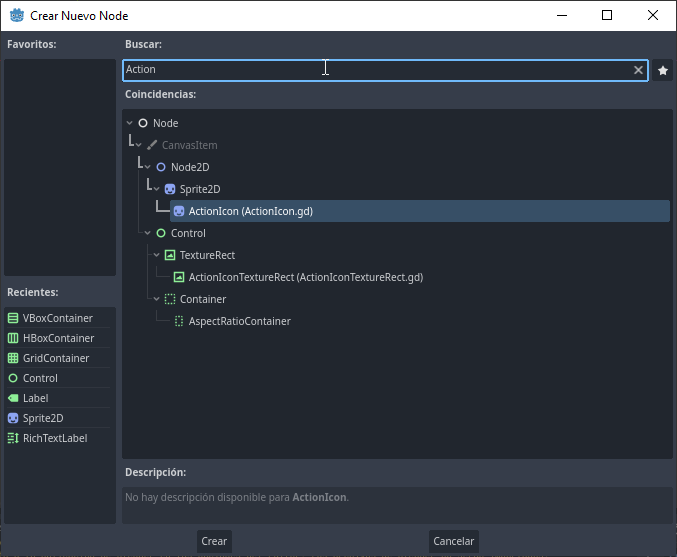 Crear Nuevo Node
Favoritos:
Buscar:
Action
Coincidencias:
Node
CanvasItem
Node2D
Sprite2D
ActionIcon (ActionIcon.gd)
Control
TextureRect
ActionIconTextureRect (ActionIconTextureRect.gd)
Container
AspectRatioContainer
Recientes:
VBoxContainer
HBoxContainer
GridContainer
Control
Label
Sprite2D
RichTextLabel
Descripción:
No hay descripción disponible para ActionIcon.
Crear
Cancelar